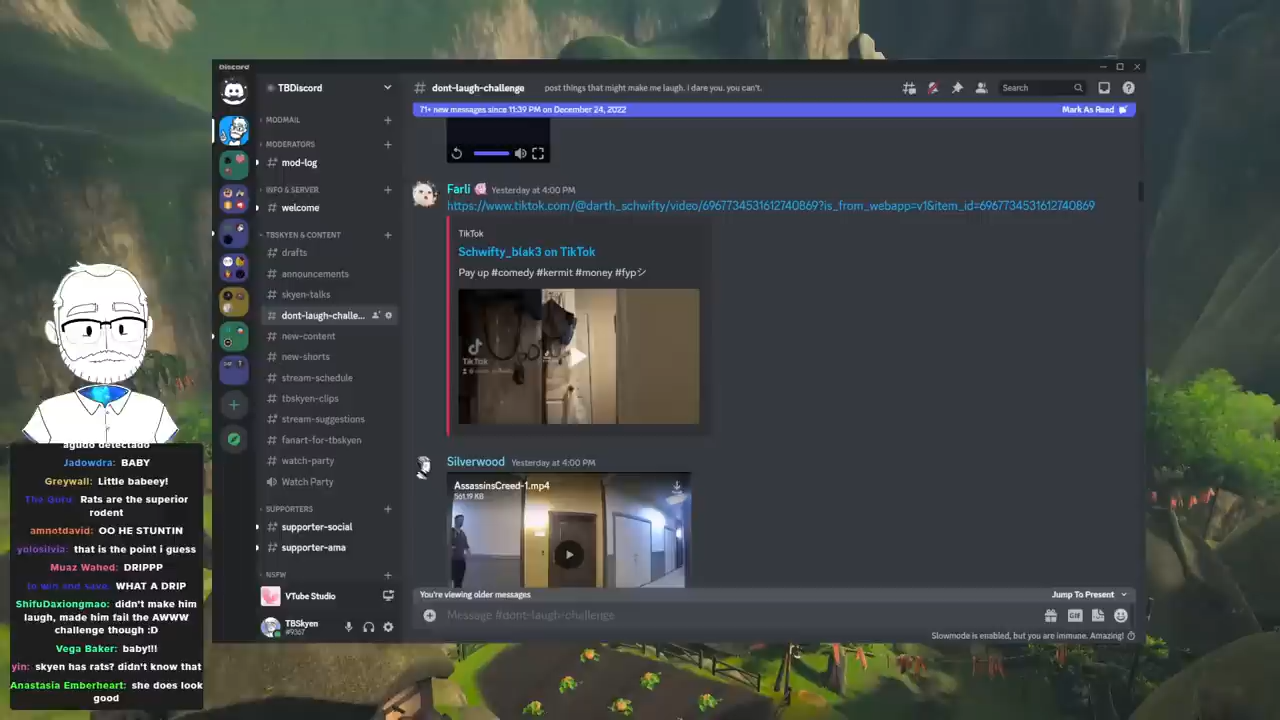 Discord
TBDiscord
MODMAIL
MODERATORS
mod-log
INFO & SERVER
welcome
TBSKYEN & CONTENT
drafts
announcements
skyen-talks
dont-laugh-challe...
new-content
new-shorts
stream-schedule
tbskyen-clips
stream-suggestions
fanart-for-tbskyen
watch-party
Watch Party
SUPPORTERS
supporter-social
supporter-ama
NSFW
VTube Studio
TBSkyen
#9367
# dont-laugh-challenge post things that might make me laugh. i dare you. you can't.
Search
71+ new messages since 11:39 PM on December 24, 2022
Mark As Read
Farli Yesterday at 4:00 PM
https://www.tiktok.com/@darth_schwifty/video/6967734531612740869?is_from_webapp=v1&item_id=6967734531612740869
TikTok
Schwifty_blak3 on TikTok
Pay up #comedy #kermit #money #fypシ
TikTok
Silverwood Yesterday at 4:00 PM
AssassinsCreed-1.mp4
561.19 KB
You're viewing older messages
Jump To Present
Message #dont-laugh-challenge
GIF
Slowmode is enabled, but you are immune. Amazing!
agudo detectado
Jadowdra: BABY
Greywall: Little babeey!
The Guru: Rats are the superior
rodent
amnotdavid: OO HE STUNTIN
yolosilvia: that is the point i guess
Muaz Wahed: DRIPPP
to win and save: WHAT A DRIP
ShifuDaxiongmao: didn't make him
laugh, made him fail the AWWW
challenge though :D
Vega Baker: baby!!!
yin: skyen has rats? didn't know that
Anastasia Emberheart: she does look
good